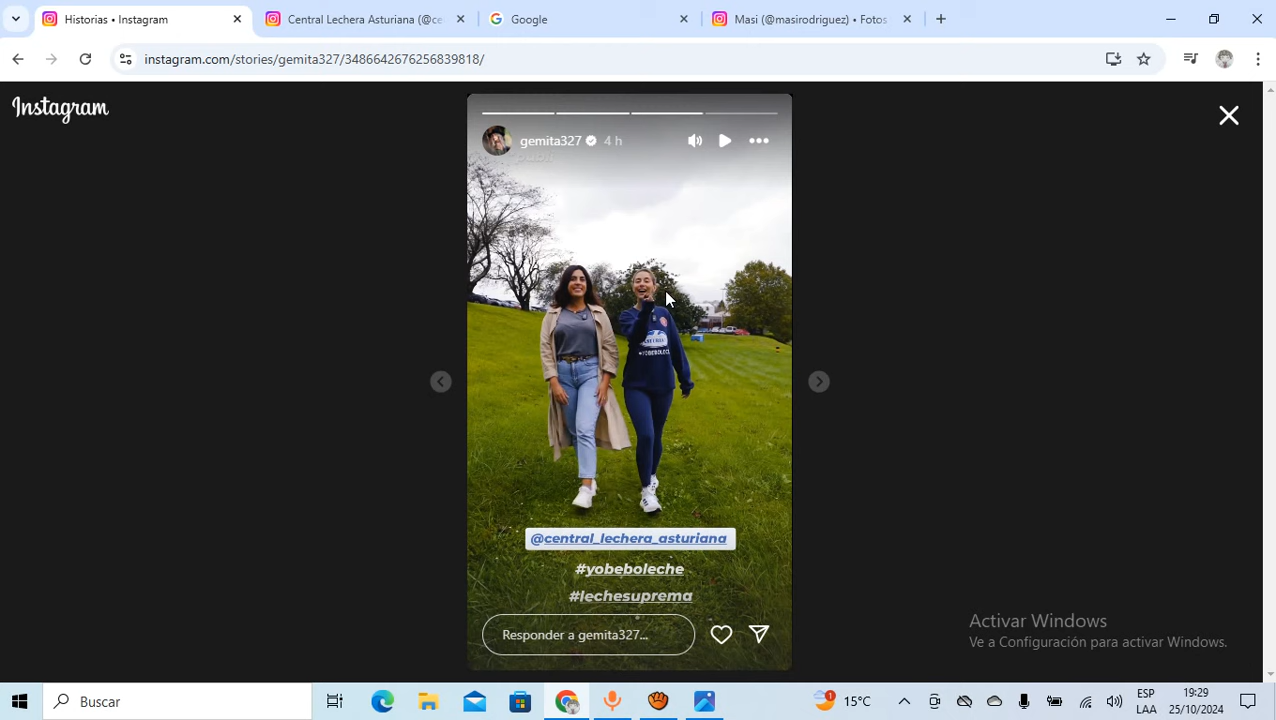 Historias • Instagram
Central Lechera Asturiana (@ce
Google
Masi (@masirodriguez) • Fotos
instagram.com/stories/gemita327/3486642676256839818/
Instagram
gemita327 4 h
publi
@central_lechera_asturiana
#yobeboleche
#lechesuprema
Responder a gemita327...
Activar Windows
Ve a Configuración para activar Windows.
Buscar
1
15°C
ESP
LAA
19:29
25/10/2024